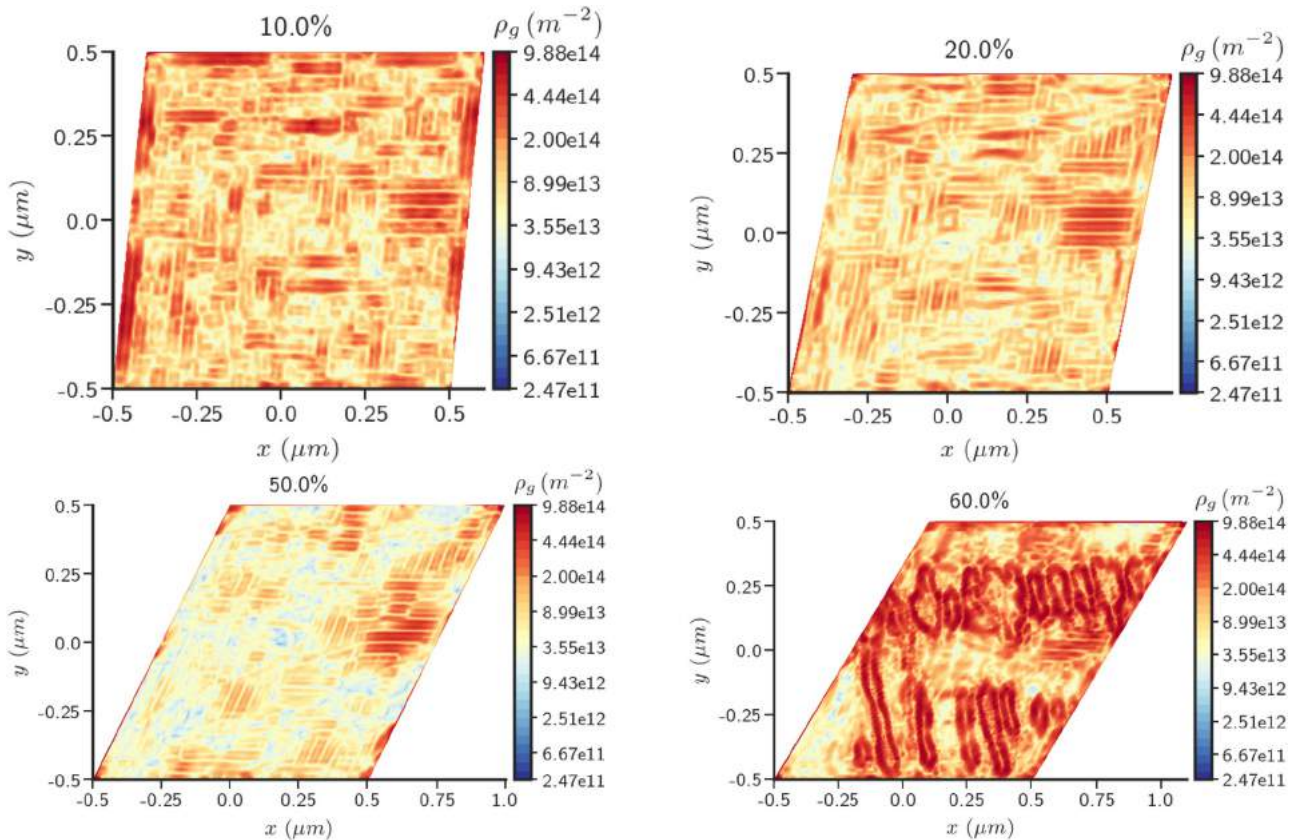 10.0%
ρ_g (m^{-2})
9.88e14
4.44e14
2.00e14
8.99e13
3.55e13
9.43e12
2.51e12
6.67e11
2.47e11
0.5
0.25
0.0
-0.25
-0.5
y (μm)
-0.5 -0.25 0.0 0.25 0.5
x (μm)
20.0%
ρ_g (m^{-2})
9.88e14
4.44e14
2.00e14
8.99e13
3.55e13
9.43e12
2.51e12
6.67e11
2.47e11
0.5
0.25
0.0
-0.25
-0.5
y (μm)
-0.5 -0.25 0.0 0.25 0.5
x (μm)
50.0%
ρ_g (m^{-2})
9.88e14
4.44e14
2.00e14
8.99e13
3.55e13
9.43e12
2.51e12
6.67e11
2.47e11
0.5
0.25
0.0
-0.25
-0.5
y (μm)
-0.5 -0.25 0.0 0.25 0.5 0.75 1.0
x (μm)
60.0%
ρ_g (m^{-2})
9.88e14
4.44e14
2.00e14
8.99e13
3.55e13
9.43e12
2.51e12
6.67e11
2.47e11
0.5
0.25
0.0
-0.25
-0.5
y (μm)
-0.5 -0.25 0.0 0.25 0.5 0.75 1.0
x (μm)